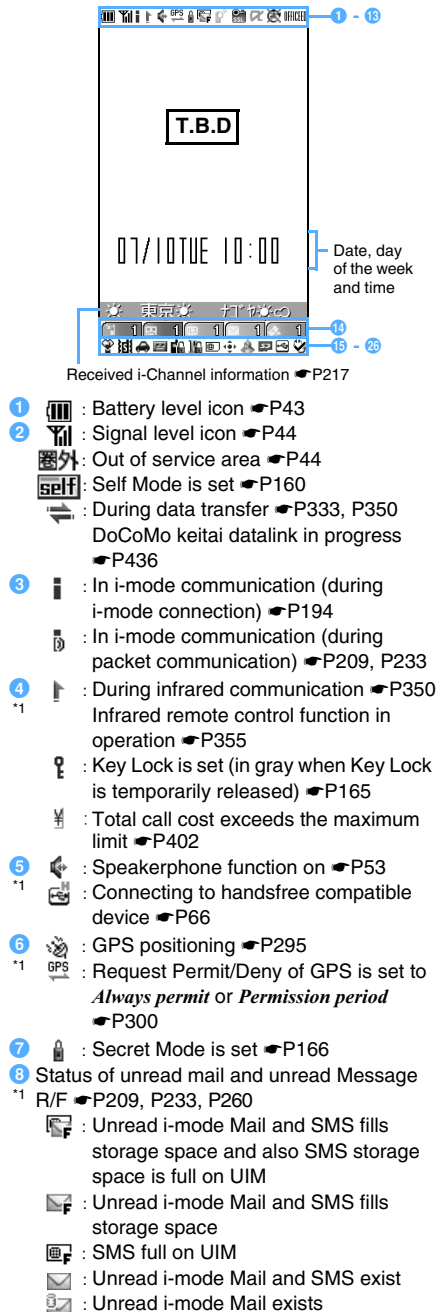 GPS OFFICEED
1 - 13
T.B.D
07/10TUE 10:00
Date, day
of the week
and time
東京 ナゴヤ
1 1 1 1 1
14
15 - 26
Received i-Channel information ☛P217
1 : Battery level icon ☛P43
2 : Signal level icon ☛P44
圏外 : Out of service area ☛P44
self : Self Mode is set ☛P160
: During data transfer ☛P333, P350
DoCoMo keitai datalink in progress
☛P436
3 : In i-mode communication (during
i-mode connection) ☛P194
: In i-mode communication (during
packet communication) ☛P209, P233
4 : During infrared communication ☛P350
*1 Infrared remote control function in
operation ☛P355
: Key Lock is set (in gray when Key Lock
is temporarily released) ☛P165
¥ : Total call cost exceeds the maximum
limit ☛P402
5 : Speakerphone function on ☛P53
*1 H : Connecting to handsfree compatible
device ☛P66
6 : GPS positioning ☛P295
*1 GPS : Request Permit/Deny of GPS is set to
Always permit or Permission period
☛P300
7 : Secret Mode is set ☛P166
8 Status of unread mail and unread Message
*1 R/F ☛P209, P233, P260
F : Unread i-mode Mail and SMS fills
storage space and also SMS storage
space is full on UIM
F : Unread i-mode Mail and SMS fills
storage space
F : SMS full on UIM
: Unread i-mode Mail and SMS exist
: Unread i-mode Mail exists